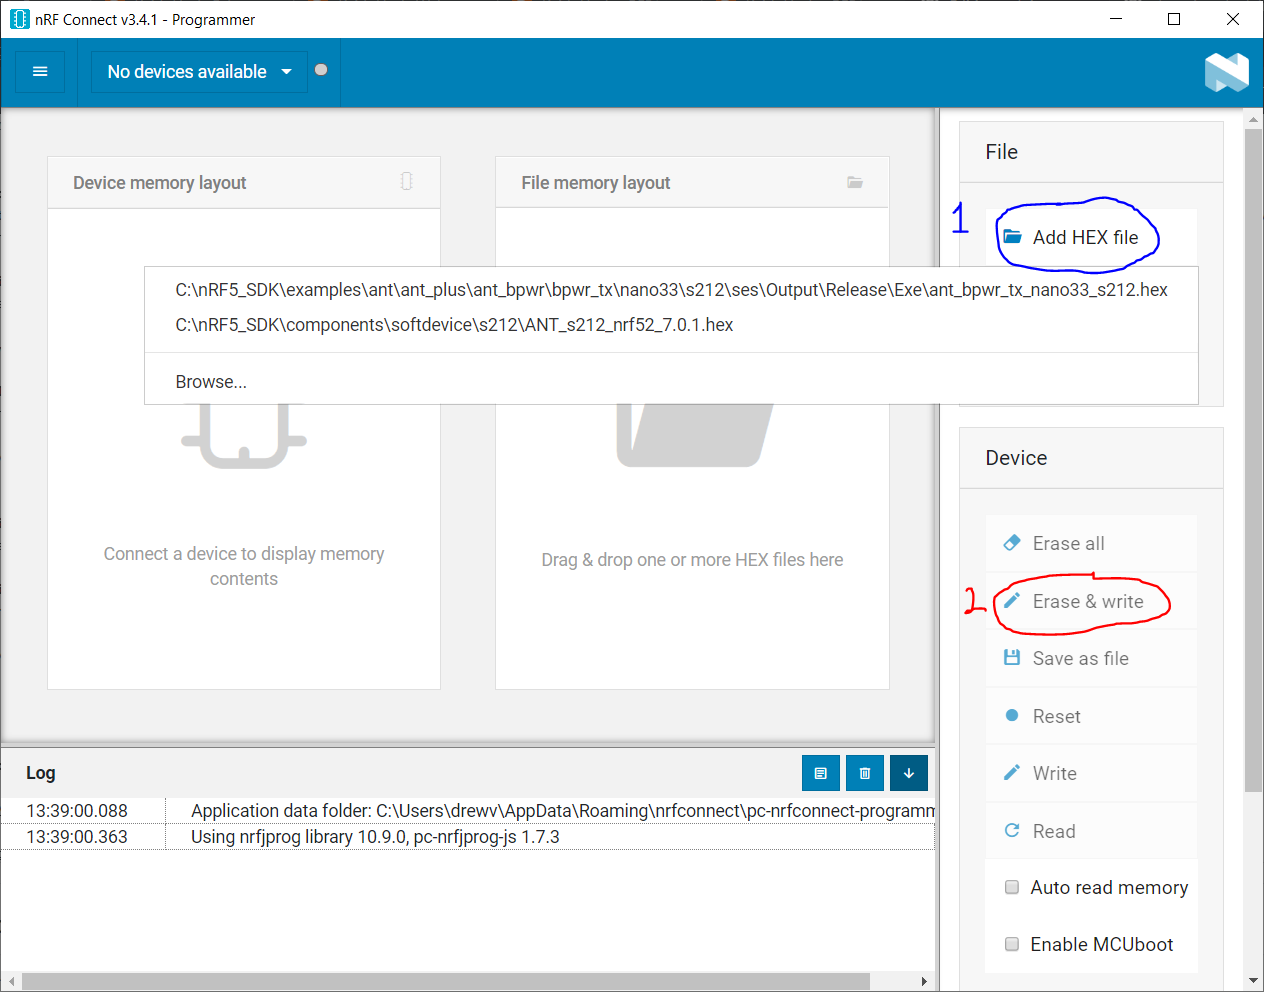 nRF Connect v3.4.1 - Programmer
No devices available
Device memory layout
File memory layout
File
1
Add HEX file
C:\nRF5_SDK\examples\ant\ant_plus\ant_bpwr\bpwr_tx\nano33\s212\ses\Output\Release\Exe\ant_bpwr_tx_nano33_s212.hex
C:\nRF5_SDK\components\softdevice\s212\ANT_s212_nrf52_7.0.1.hex
Browse...
Connect a device to display memory
contents
Drag & drop one or more HEX files here
Device
Erase all
2
Erase & write
Save as file
Reset
Write
Read
Auto read memory
Enable MCUboot
Log
13:39:00.088 Application data folder: C:\Users\drewv\AppData\Roaming\nrfconnect\pc-nrfconnect-programm
13:39:00.363 Using nrfjprog library 10.9.0, pc-nrfjprog-js 1.7.3